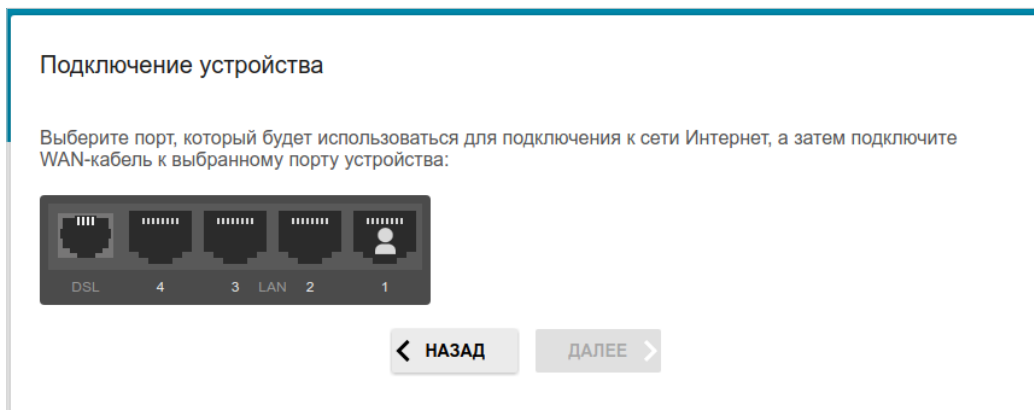 Подключение устройства
Выберите порт, который будет использоваться для подключения к сети Интернет, а затем подключите
WAN-кабель к выбранному порту устройства:
DSL 4 3 LAN 2 1
НАЗАД ДАЛЕЕ